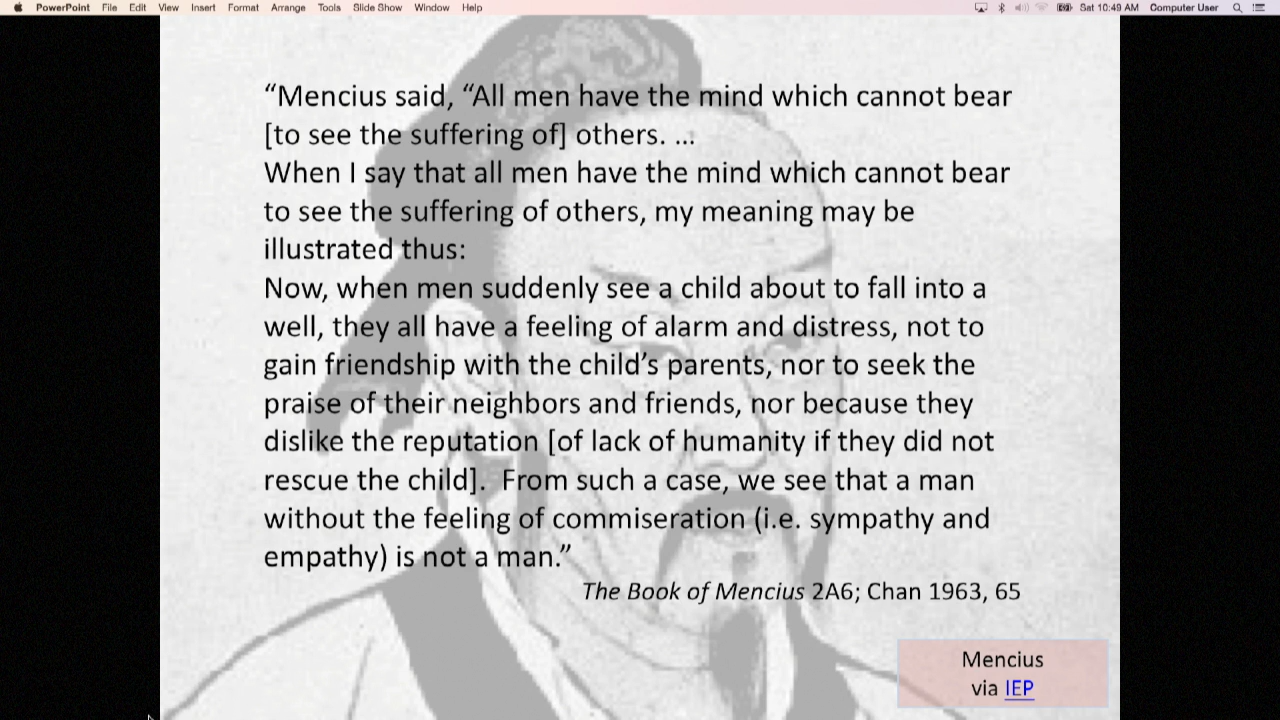 PowerPoint File Edit View Insert Format Arrange Tools Slide Show Window Help Sat 10:49 AM Computer User
“Mencius said, “All men have the mind which cannot bear
[to see the suffering of] others. …
When I say that all men have the mind which cannot bear
to see the suffering of others, my meaning may be
illustrated thus:
Now, when men suddenly see a child about to fall into a
well, they all have a feeling of alarm and distress, not to
gain friendship with the child’s parents, nor to seek the
praise of their neighbors and friends, nor because they
dislike the reputation [of lack of humanity if they did not
rescue the child].  From such a case, we see that a man
without the feeling of commiseration (i.e. sympathy and
empathy) is not a man.”
The Book of Mencius 2A6; Chan 1963, 65
Mencius
via IEP